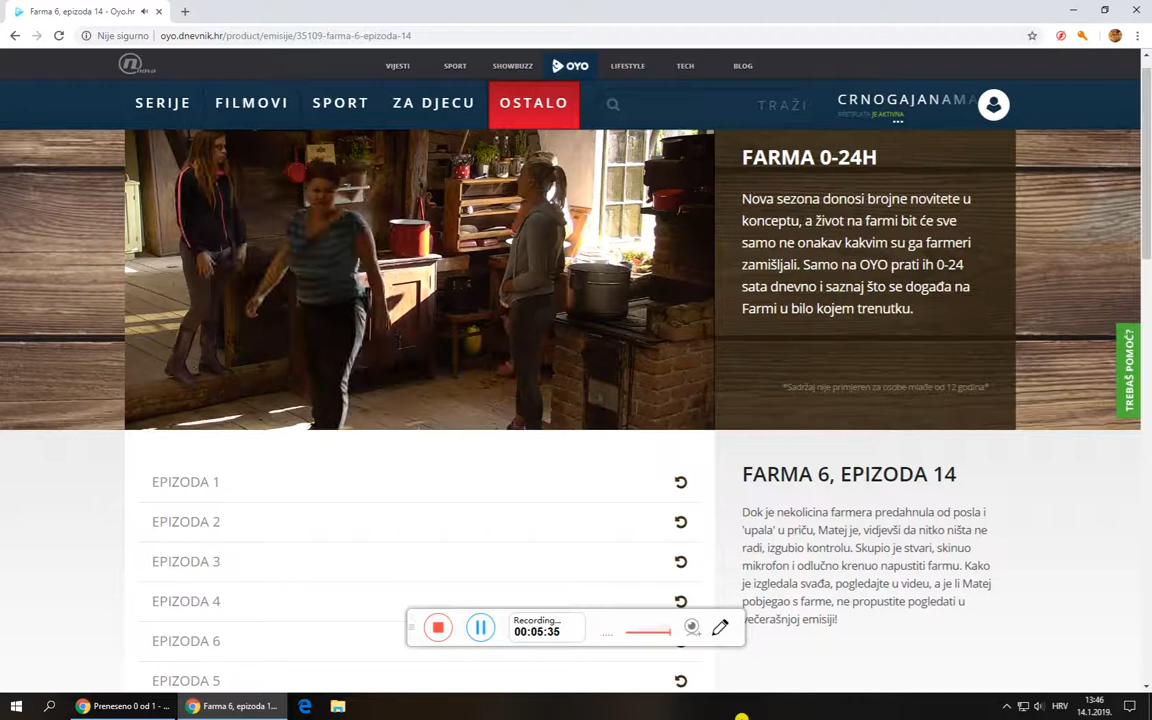 Farma 6, epizoda 14 - Oyo.hr
Nije sigurno
oyo.dnevnik.hr/product/emisije/35109-farma-6-epizoda-14
nova
VIJESTI
SPORT
SHOWBUZZ
OYO
LIFESTYLE
TECH
BLOG
SERIJE
FILMOVI
SPORT
ZA DJECU
OSTALO
TRAŽI
CRNOGAJANAMA
PRETPLATA JE AKTIVNA
FARMA 0-24H
Nova sezona donosi brojne novitete u
konceptu, a život na farmi bit će sve
samo ne onakav kakvim su ga farmeri
zamišljali. Samo na OYO prati ih 0-24
sata dnevno i saznaj što se događa na
Farmi u bilo kojem trenutku.
*Sadržaj nije primjeren za osobe mlađe od 12 godina*
TREBAŠ POMOĆ?
EPIZODA 1
EPIZODA 2
EPIZODA 3
EPIZODA 4
EPIZODA 6
EPIZODA 5
FARMA 6, EPIZODA 14
Dok je nekolicina farmera predahnula od posla i
'upala' u priču, Matej je, vidjevši da nitko ništa ne
radi, izgubio kontrolu. Skupio je stvari, skinuo
mikrofon i odlučno krenuo napustiti farmu. Kako
je izgledala svađa, pogledajte u videu, a je li Matej
pobjegao s farme, ne propustite pogledati u
večerašnjoj emisiji!
Recording...
00:05:35
Preneseno 0 od 1 - ...
Farma 6, epizoda 1...
HRV
13:46
14.1.2019.